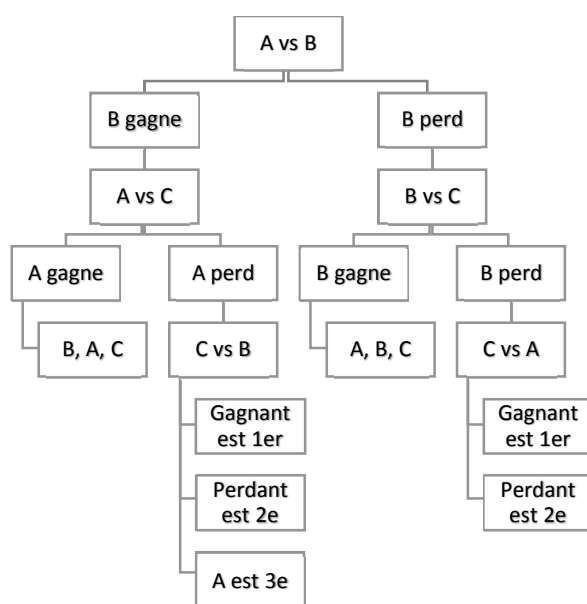 A vs B
B gagne
B perd
A vs C
B vs C
A gagne
A perd
B gagne
B perd
B, A, C
C vs B
A, B, C
C vs A
Gagnant
est 1er
Gagnant
est 1er
Perdant
est 2e
Perdant
est 2e
A est 3e